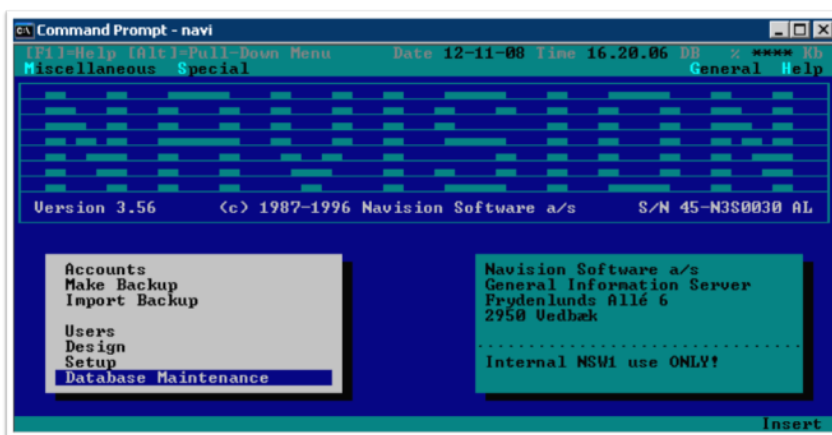 Command Prompt - navi
[F1]=Help [Alt]=Pull-Down Menu Date 12-11-08 Time 16.20.06 DB % **** Kb
Miscellaneous Special General Help
NAVISION
Version 3.56 (c) 1987-1996 Navision Software a/s S/N 45-N3S0030 AL
Accounts
Make Backup
Import Backup
Users
Design
Setup
Database Maintenance
Navision Software a/s
General Information Server
Frydenlunds Allé 6
2950 Vedbæk
Internal NSW1 use ONLY!
Insert